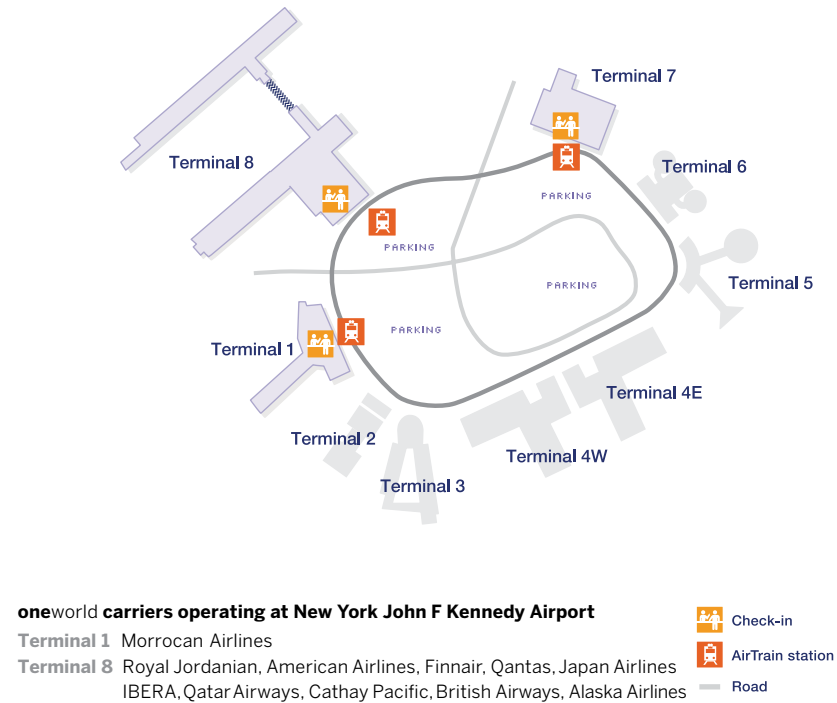 Terminal 7
Terminal 8
Terminal 6
PARKING
PARKING
Terminal 5
PARKING
PARKING
Terminal 1
Terminal 4E
Terminal 2
Terminal 4W
Terminal 3
oneworld carriers operating at New York John F Kennedy Airport
Terminal 1 Morrocan Airlines
Terminal 8 Royal Jordanian, American Airlines, Finnair, Qantas, Japan Airlines
IBERA, Qatar Airways, Cathay Pacific, British Airways, Alaska Airlines
Check-in
AirTrain station
Road